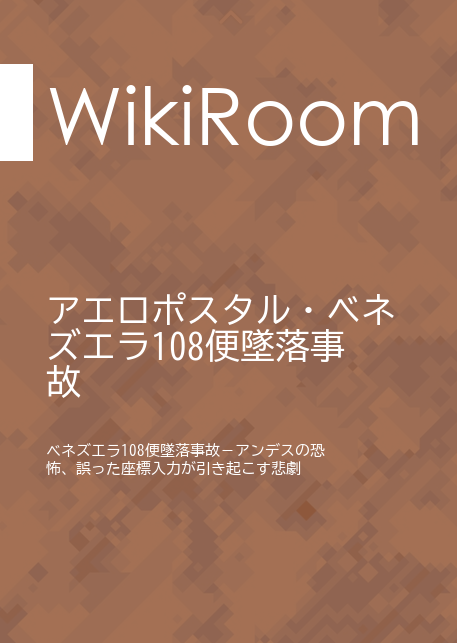 WikiRoom
アエロポスタル・ベネ
ズエラ108便墜落事
故
ベネズエラ108便墜落事故－アンデスの恐
怖、誤った座標入力が引き起こす悲劇